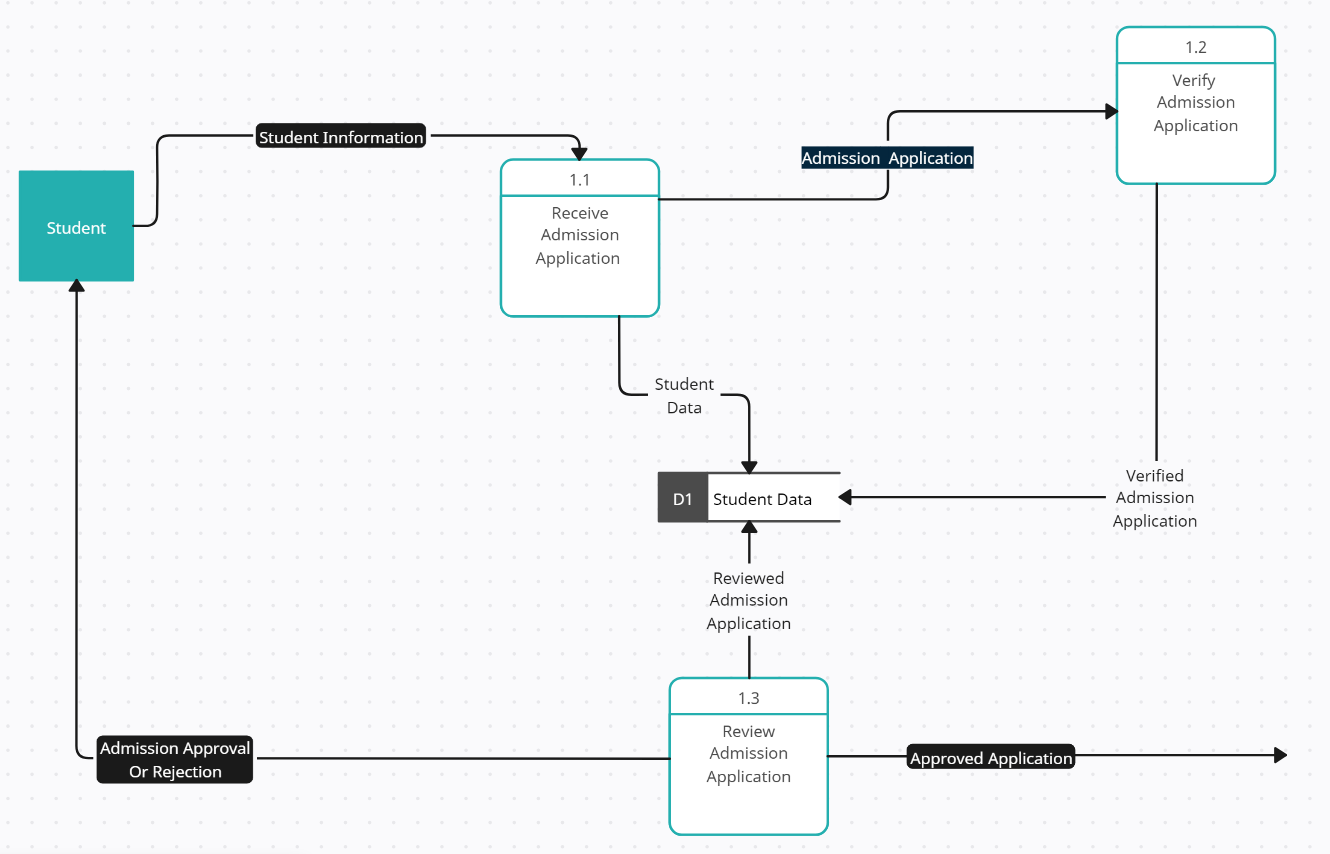 1.2
Verify
Admission
Application
Student Innformation
Admission  Application
1.1
Receive
Admission
Application
Student
Student
Data
D1 Student Data
Verified
Admission
Application
Reviewed
Admission
Application
1.3
Review
Admission
Application
Admission Approval
Or Rejection
Approved Application